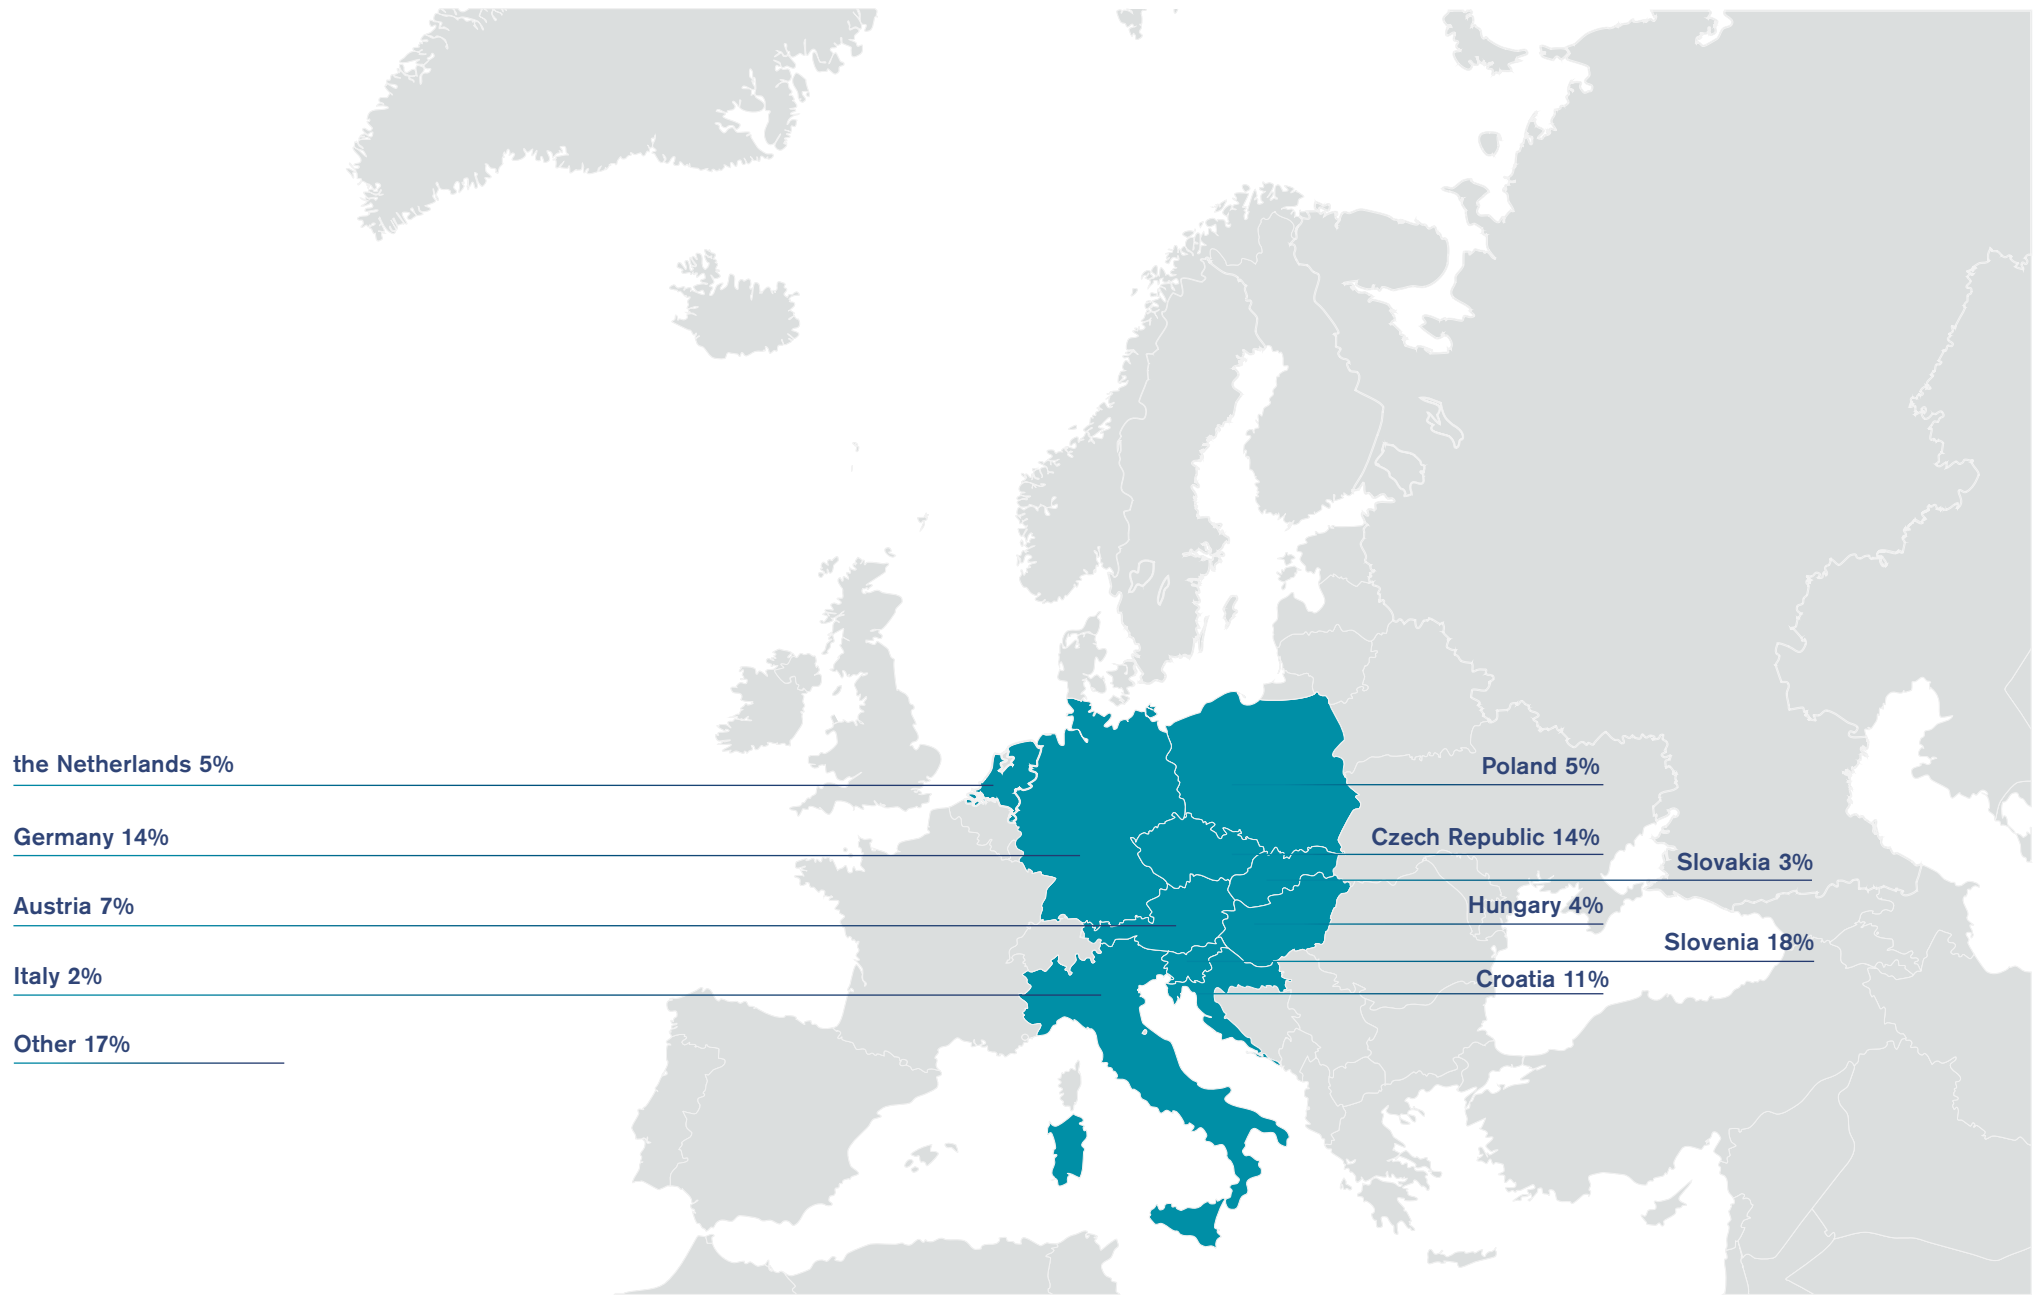 the Netherlands 5%
Germany 14%
Austria 7%
Italy 2%
Other 17%
Poland 5%
Czech Republic 14%
Slovakia 3%
Hungary 4%
Slovenia 18%
Croatia 11%